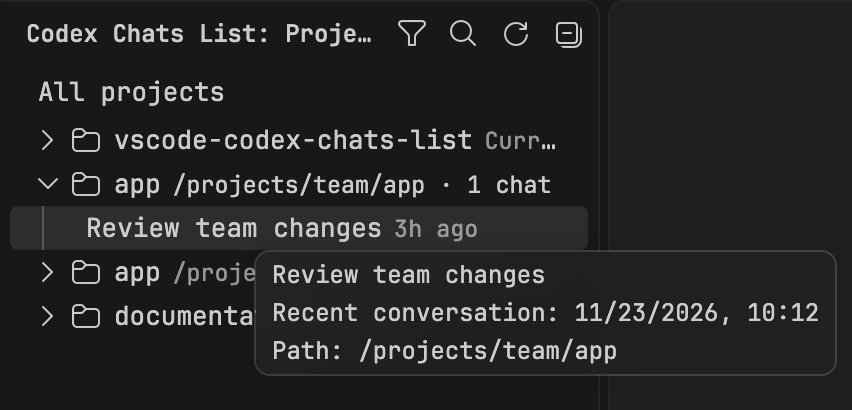 Codex Chats List: Proje…
All projects
vscode-codex-chats-list Curr…
app /projects/team/app · 1 chat
Review team changes 3h ago
app /proje
documenta
Review team changes
Recent conversation: 11/23/2026, 10:12
Path: /projects/team/app